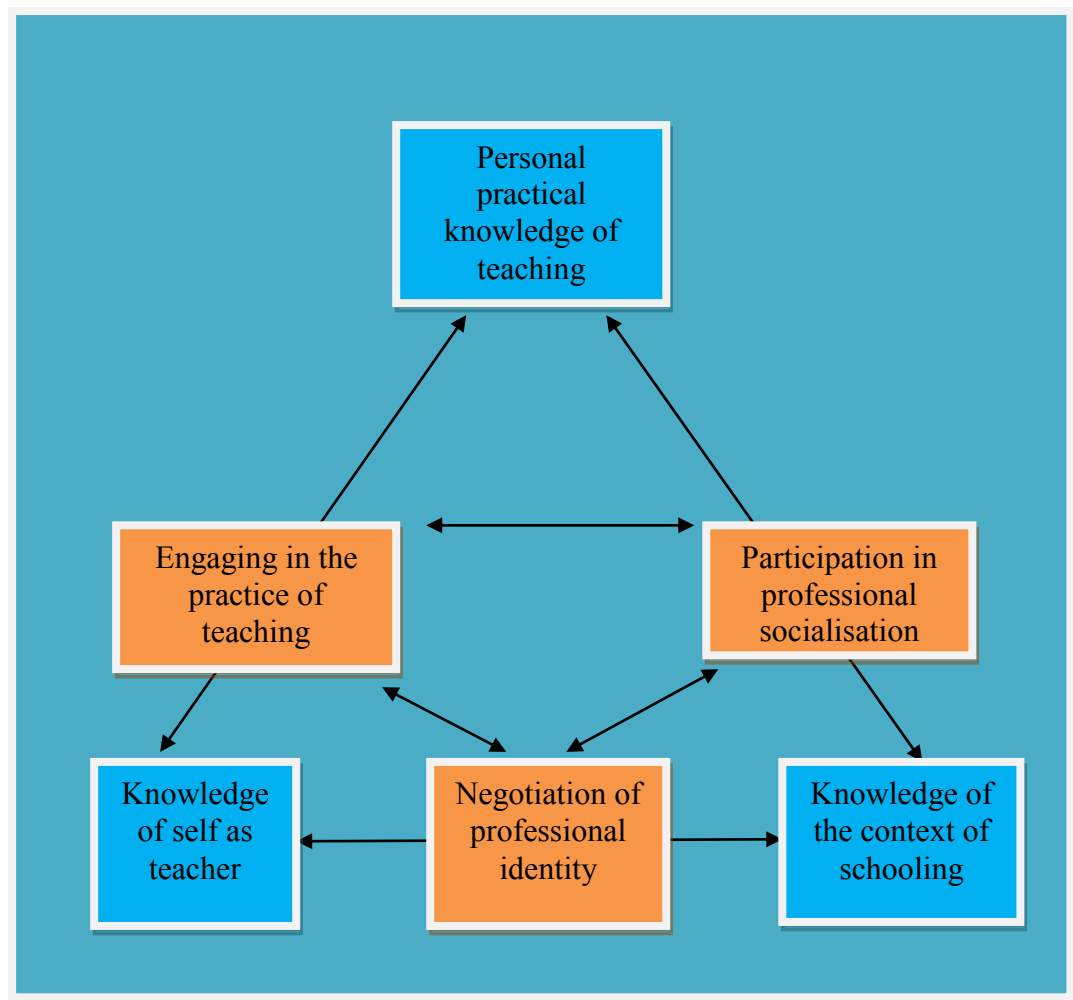 Personal
practical
knowledge of
teaching
Engaging in the
practice of
teaching
Participation in
professional
socialisation
Knowledge
of self as
teacher
Negotiation of
professional
identity
Knowledge of
the context of
schooling